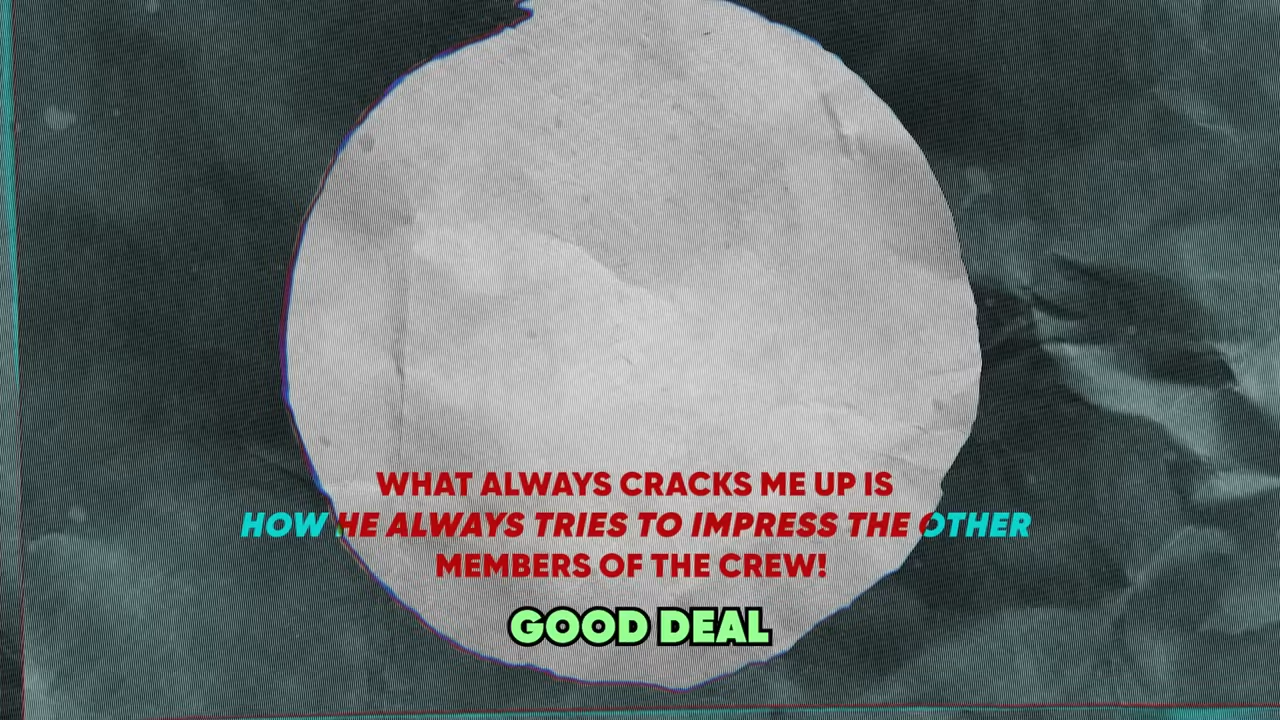 WHAT ALWAYS CRACKS ME UP IS
HOW HE ALWAYS TRIES TO IMPRESS THE OTHER
MEMBERS OF THE CREW!
GOOD DEAL